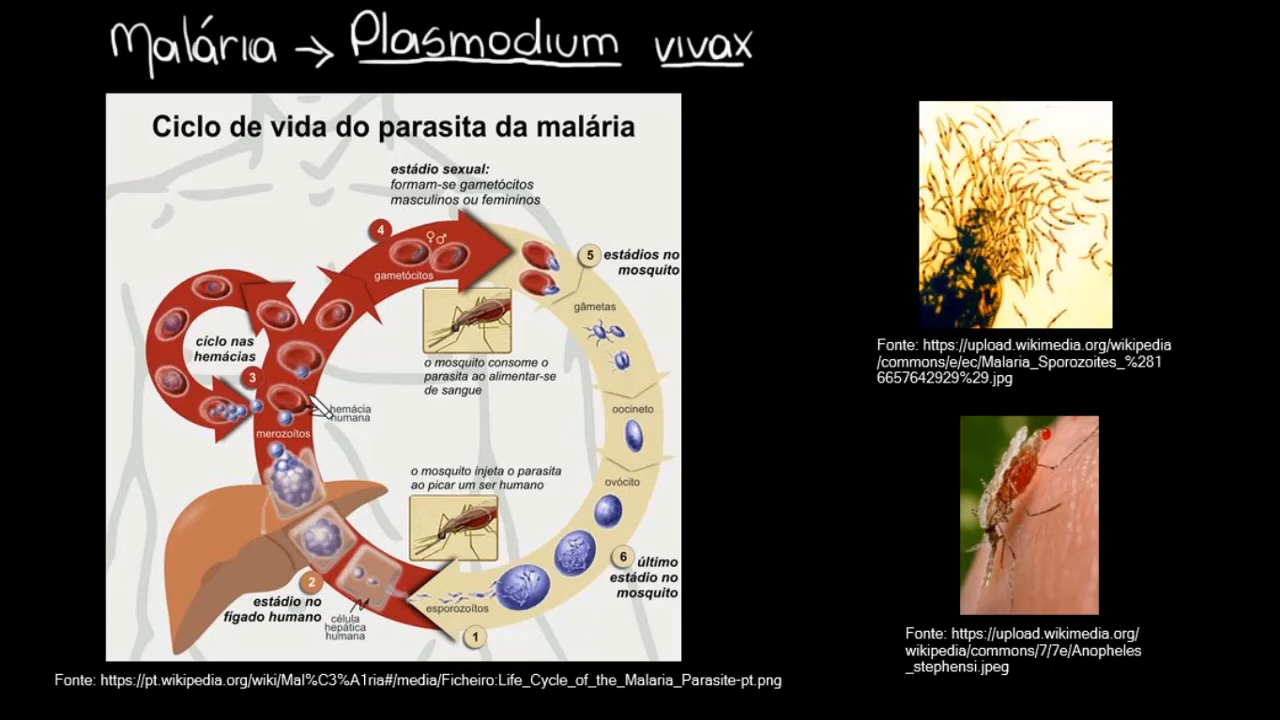 Malária → Plasmodium vivax
Ciclo de vida do parasita da malária
estádio sexual:
formam-se gametócitos
masculinos ou femininos
4
♀♂
gametócitos
5
estádios no
mosquito
gâmetas
ciclo nas
hemácias
3
o mosquito consome o
parasita ao alimentar-se
de sangue
hemácia
humana
merozoítos
oocineto
o mosquito injeta o parasita
ao picar um ser humano
ovócito
6
último
estádio no
mosquito
2
estádio no
fígado humano
célula
hepática
humana
esporozoítos
1
Fonte: https://pt.wikipedia.org/wiki/Mal%C3%A1ria#/media/Ficheiro:Life_Cycle_of_the_Malaria_Parasite-pt.png
Fonte: https://upload.wikimedia.org/wikipedia
/commons/e/ec/Malaria_Sporozoites_%281
6657642929%29.jpg
Fonte: https://upload.wikimedia.org/
wikipedia/commons/7/7e/Anopheles
_stephensi.jpeg